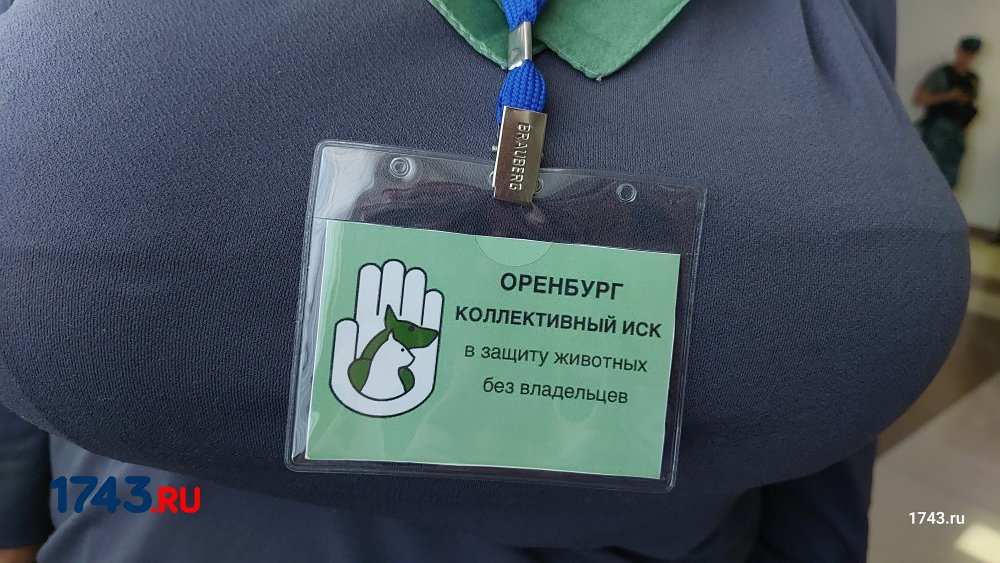 BRAUBERG
ОРЕНБУРГ
КОЛЛЕКТИВНЫЙ ИСК
в защиту животных
без владельцев
1743.RU
1743.ru